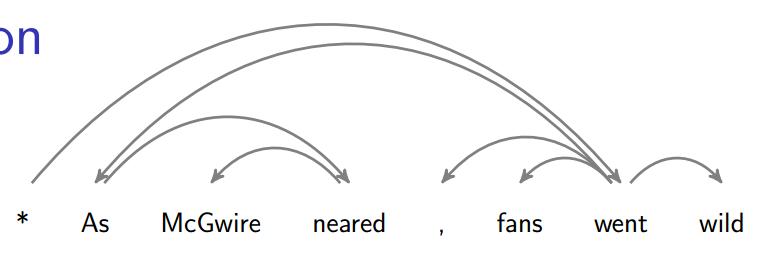 on
* As McGwire neared , fans went wild